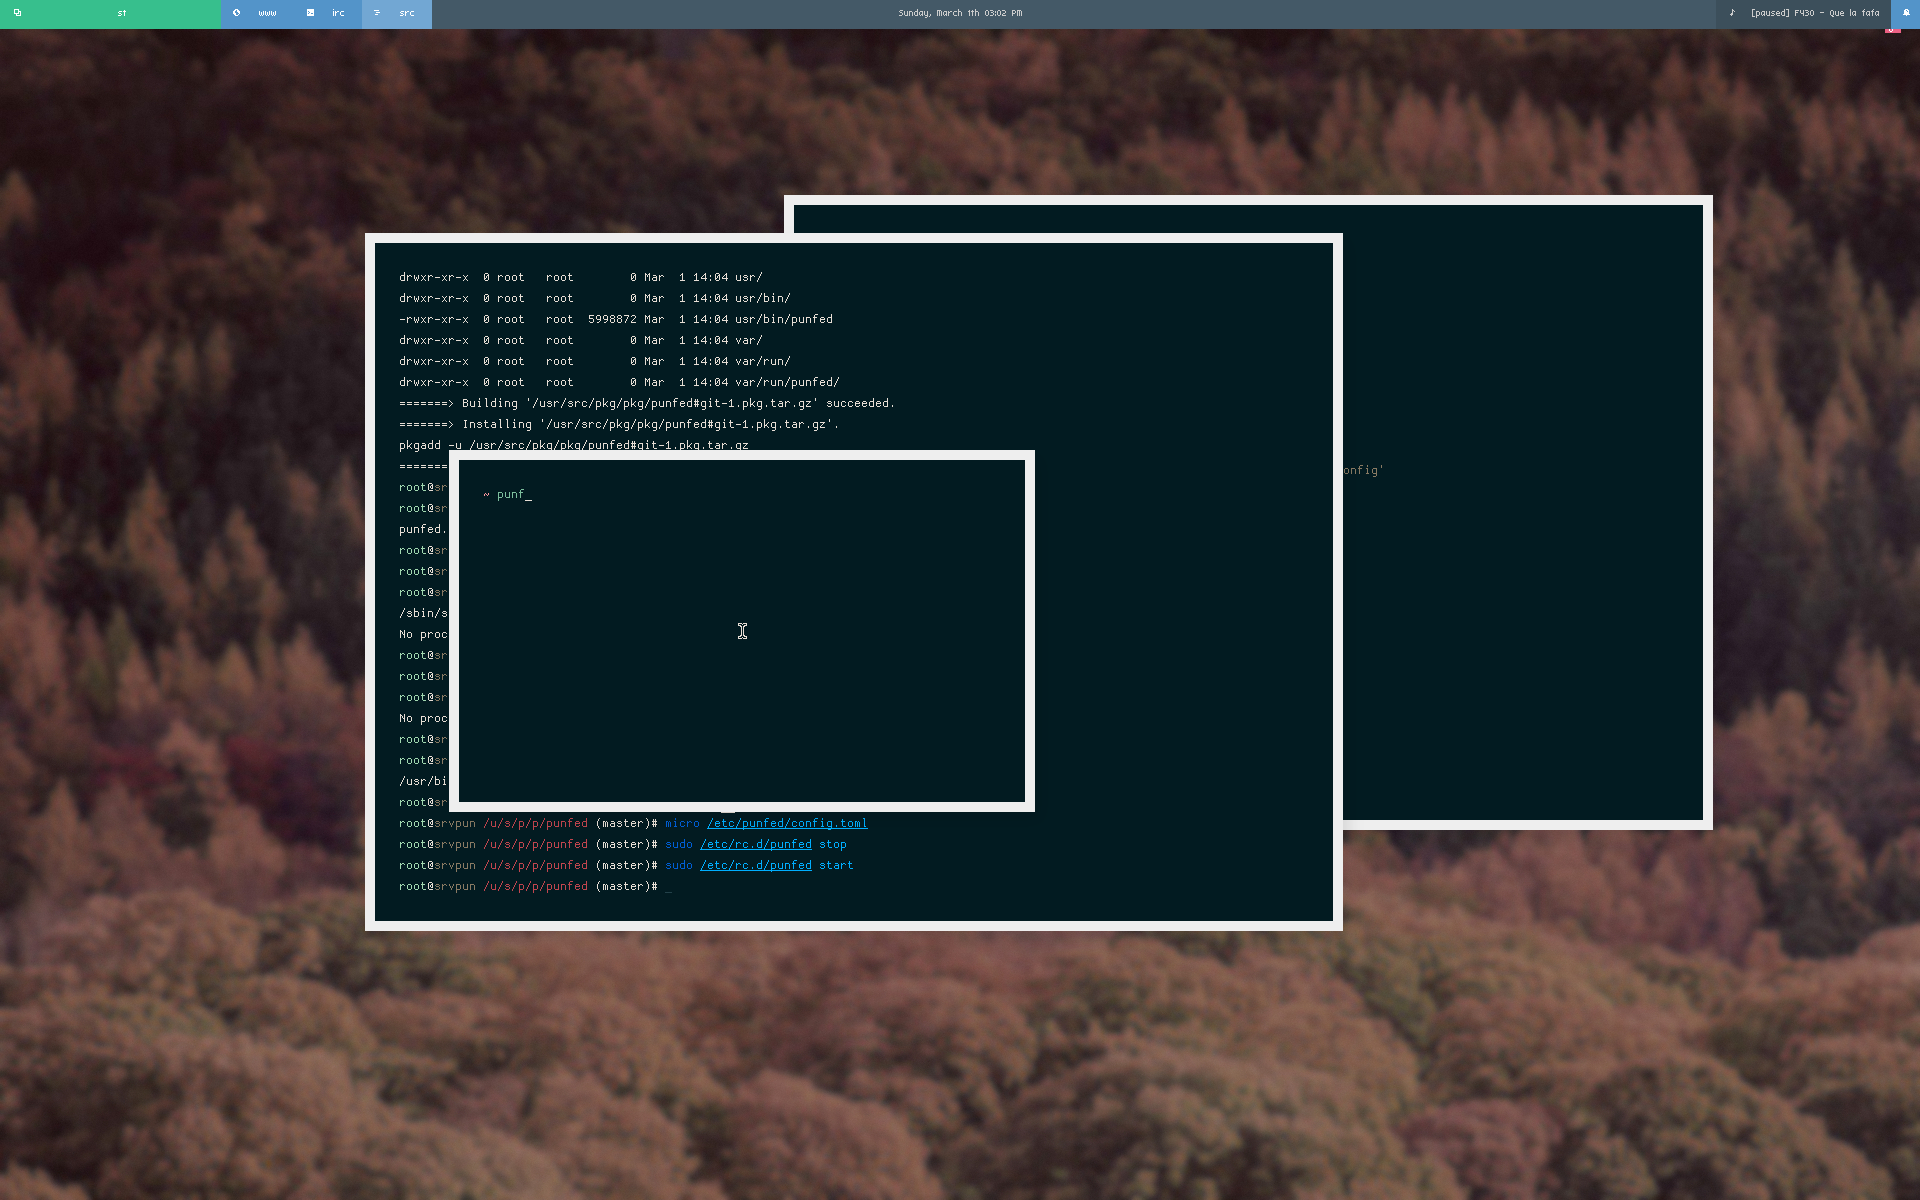 st www irc src Sunday, March 1th 03:02 PM [paused] F430 - Que la fafa
drwxr-xr-x 0 root root 0 Mar 1 14:04 usr/
drwxr-xr-x 0 root root 0 Mar 1 14:04 usr/bin/
-rwxr-xr-x 0 root root 5998872 Mar 1 14:04 usr/bin/punfed
drwxr-xr-x 0 root root 0 Mar 1 14:04 var/
drwxr-xr-x 0 root root 0 Mar 1 14:04 var/run/
drwxr-xr-x 0 root root 0 Mar 1 14:04 var/run/punfed/
=======> Building '/usr/src/pkg/pkg/punfed#git-1.pkg.tar.gz' succeeded.
=======> Installing '/usr/src/pkg/pkg/punfed#git-1.pkg.tar.gz'.
pkgadd -u /usr/src/pkg/pkg/punfed#git-1.pkg.tar.gz
=======
onfig'
root@sr
~ punf_
root@sr
punfed.
root@sr
root@sr
root@sr
/sbin/s
No proc
root@sr
root@sr
root@sr
No proc
root@sr
root@sr
/usr/bi
root@sr
root@srvpun /u/s/p/p/punfed (master)# micro /etc/punfed/config.toml
root@srvpun /u/s/p/p/punfed (master)# sudo /etc/rc.d/punfed stop
root@srvpun /u/s/p/p/punfed (master)# sudo /etc/rc.d/punfed start
root@srvpun /u/s/p/p/punfed (master)# _